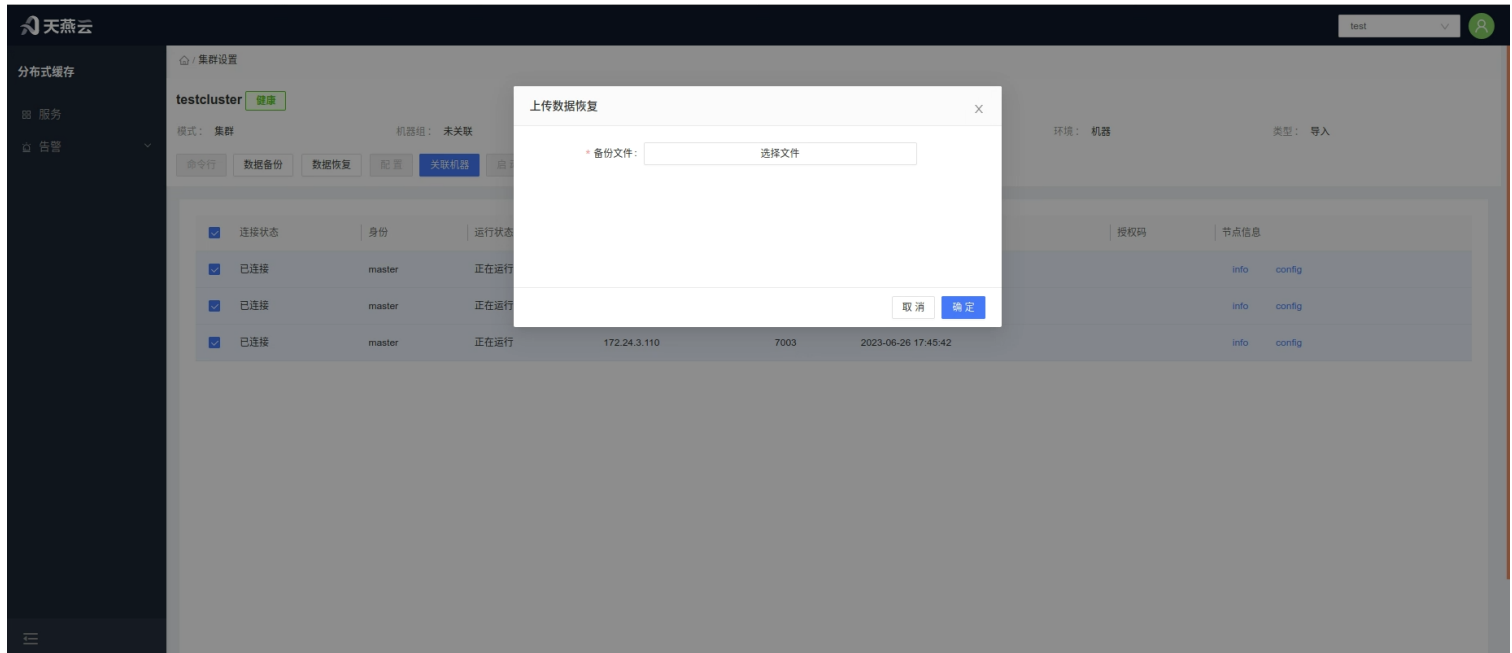 天燕云
test
分布式缓存
服务
告警
/ 集群设置
testcluster 健康
模式： 集群 机器组： 未关联 环境： 机器 类型： 导入
命令行 数据备份 数据恢复 配置 关联机器
上传数据恢复
* 备份文件： 选择文件
取 消 确 定
连接状态 身份 运行状态 授权码 节点信息
已连接 master 正在运行 info config
已连接 master 正在运行 info config
已连接 master 正在运行 172.24.3.110 7003 2023-06-26 17:45:42 info config